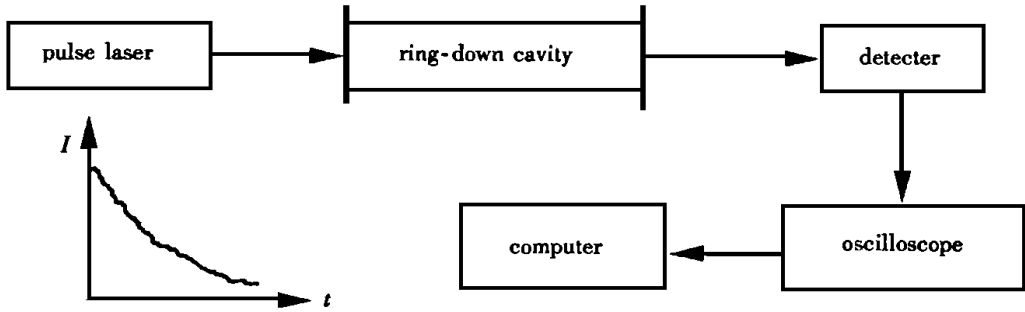 pulse laser
ring-down cavity
detecter
I
t
computer
oscilloscope